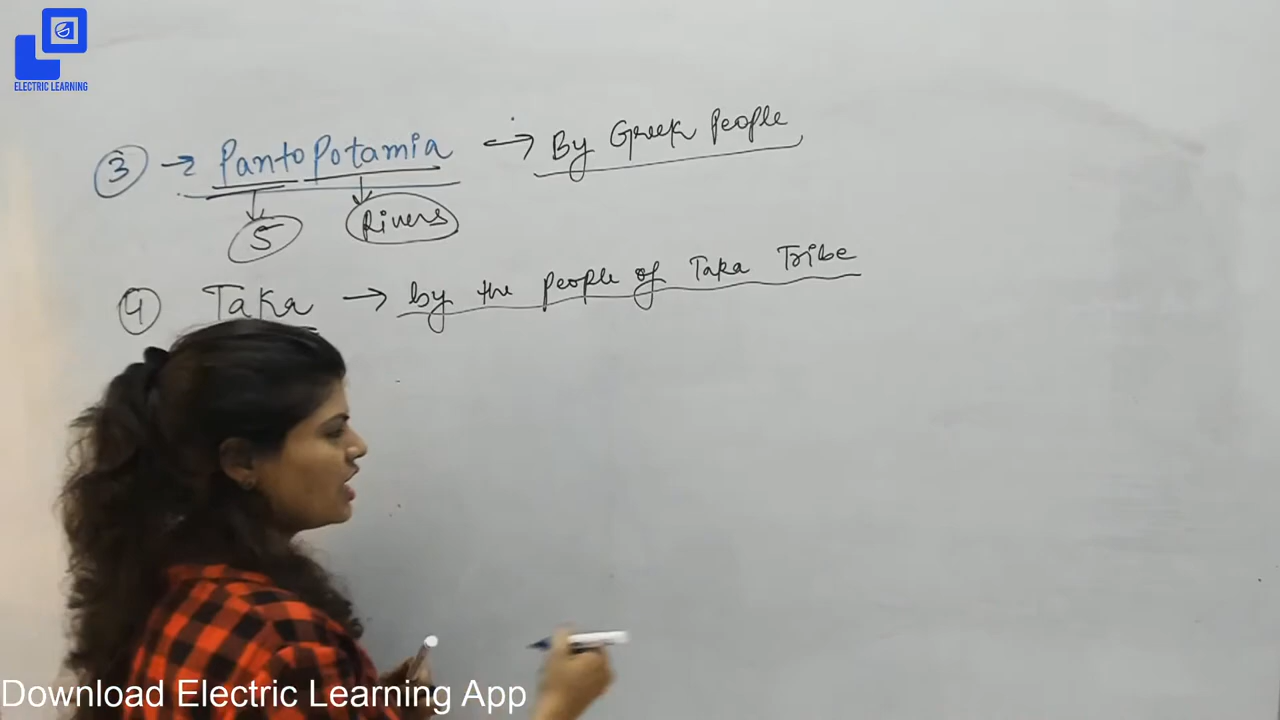 ELECTRIC LEARNING
③ → PantoPotamia → By Greek People
5 Rivers
④ Taka → by the people of Taka Tribe
Download Electric Learning App